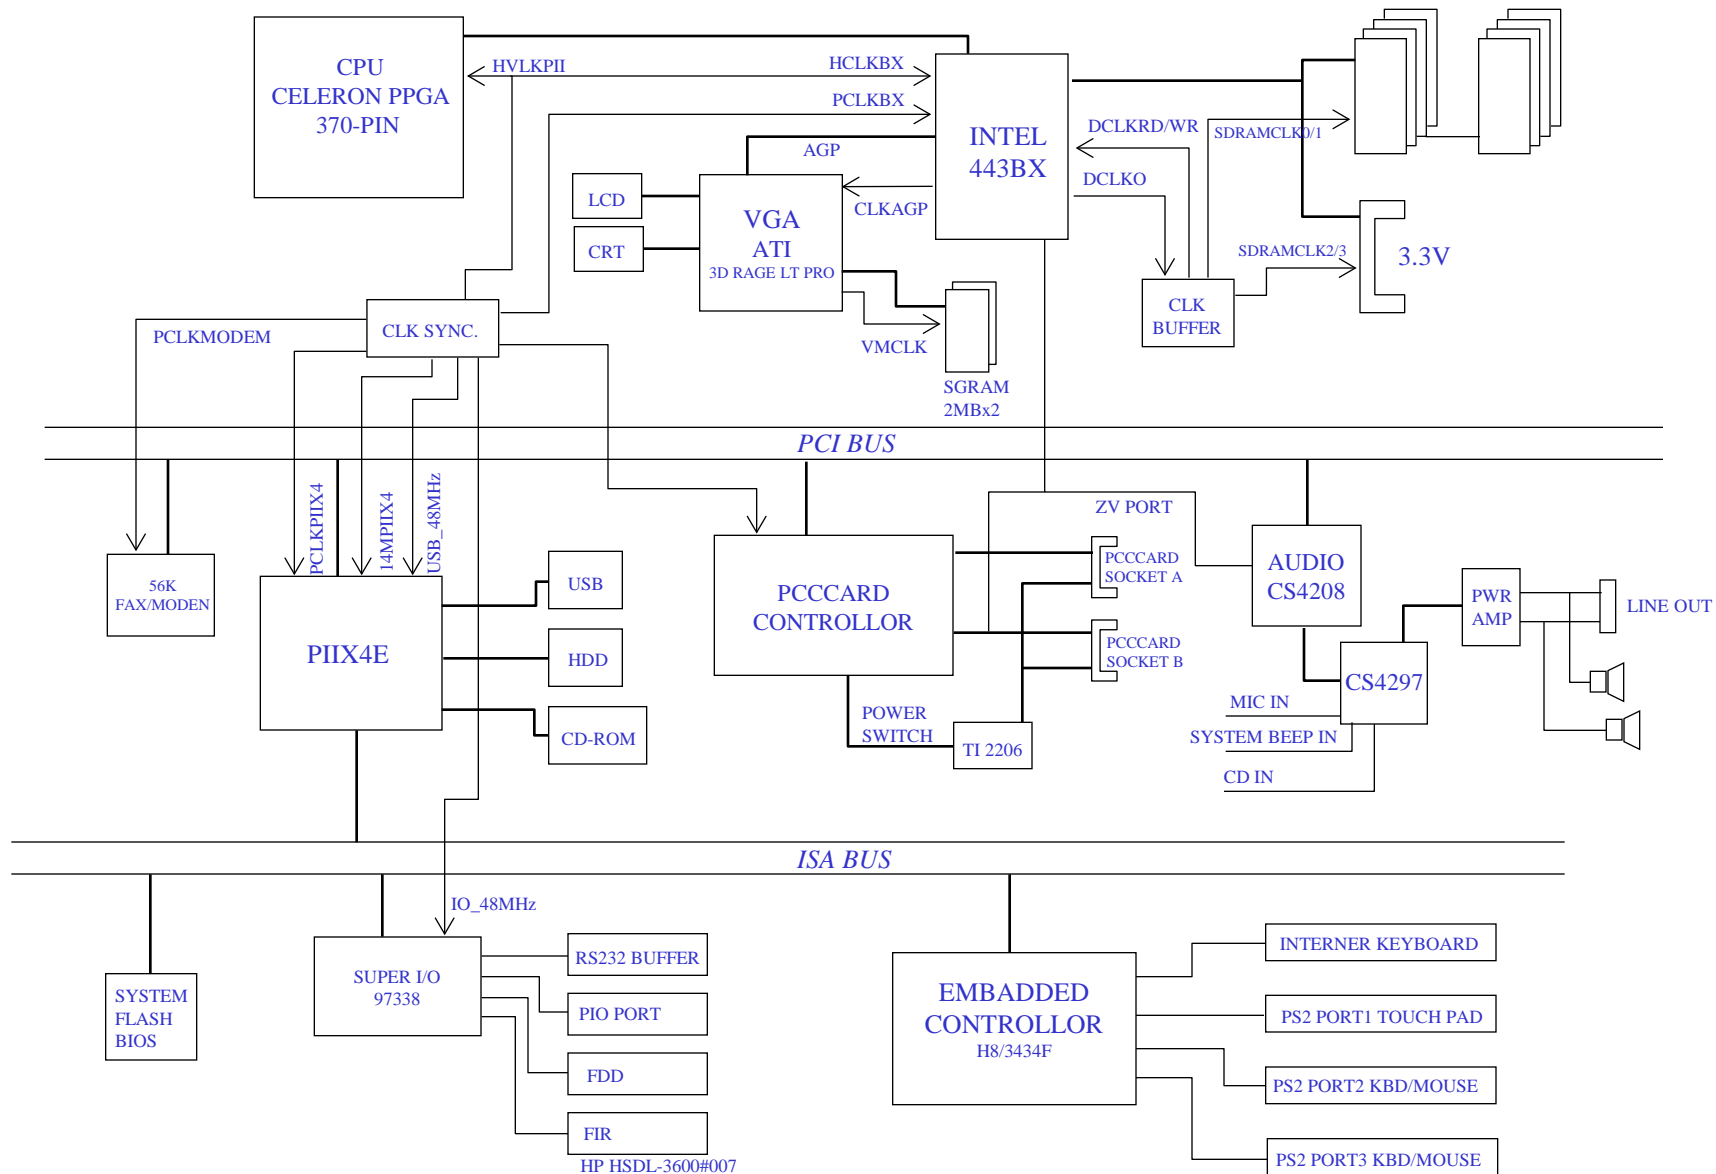 CPU
CELERON PPGA
370-PIN
HVLKPII
HCLKBX
PCLKBX
INTEL
443BX
AGP
CLKAGP
DCLKRD/WR
DCLKO
SDRAMCLK0/1
SDRAMCLK2/3
3.3V
LCD
CRT
VGA
ATI
3D RAGE LT PRO
CLK
BUFFER
CLK SYNC.
PCLKMODEM
VMCLK
SGRAM
2MBx2
PCI BUS
PCLKPIIX4
14MPIIX4
USB_48MHz
ZV PORT
56K
FAX/MODEN
PIIX4E
USB
HDD
CD-ROM
PCCCARD
CONTROLLOR
PCCCARD
SOCKET A
PCCCARD
SOCKET B
POWER
SWITCH
TI 2206
AUDIO
CS4208
CS4297
PWR
AMP
LINE OUT
MIC IN
SYSTEM BEEP IN
CD IN
ISA BUS
IO_48MHz
SYSTEM
FLASH
BIOS
SUPER I/O
97338
RS232 BUFFER
PIO PORT
FDD
FIR
HP HSDL-3600#007
EMBADDED
CONTROLLOR
H8/3434F
INTERNER KEYBOARD
PS2 PORT1 TOUCH PAD
PS2 PORT2 KBD/MOUSE
PS2 PORT3 KBD/MOUSE